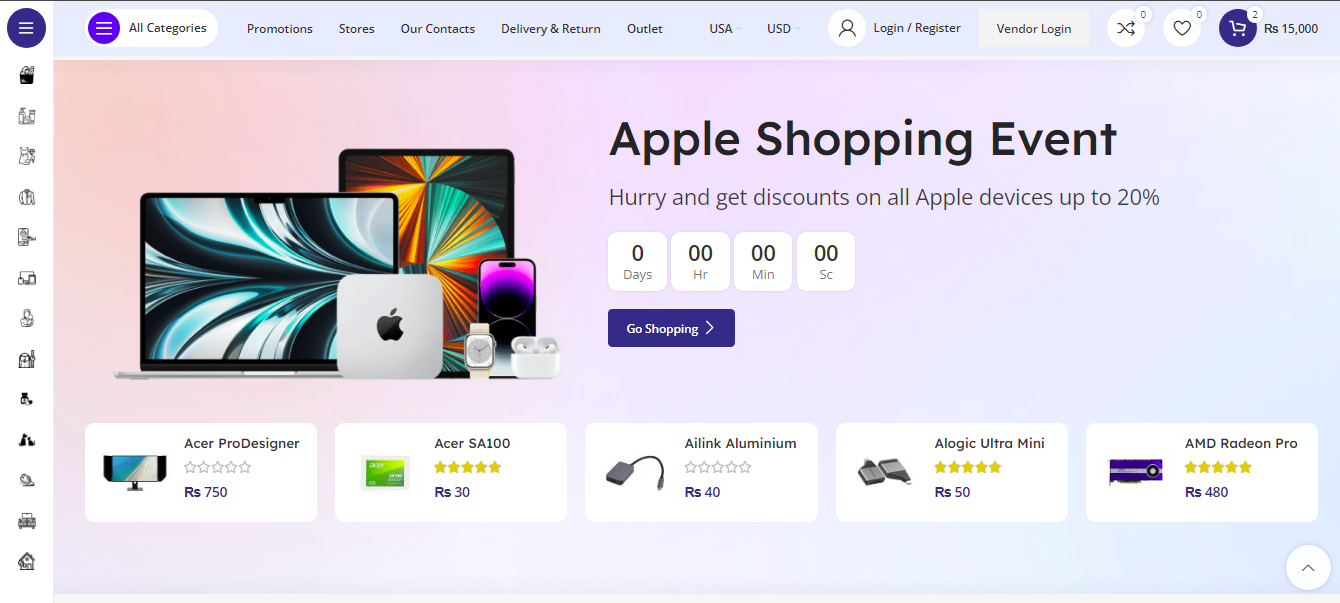 All Categories
Promotions
Stores
Our Contacts
Delivery & Return
Outlet
USA
USD
Login / Register
Vendor Login
0
0
2
₨ 15,000
Apple Shopping Event
Hurry and get discounts on all Apple devices up to 20%
0 00 00 00
Days Hr Min Sc
Go Shopping
Acer ProDesigner
₨ 750
acer
Acer SA100
₨ 30
Ailink Aluminium
₨ 40
Alogic Ultra Mini
₨ 50
AMD Radeon Pro
₨ 480